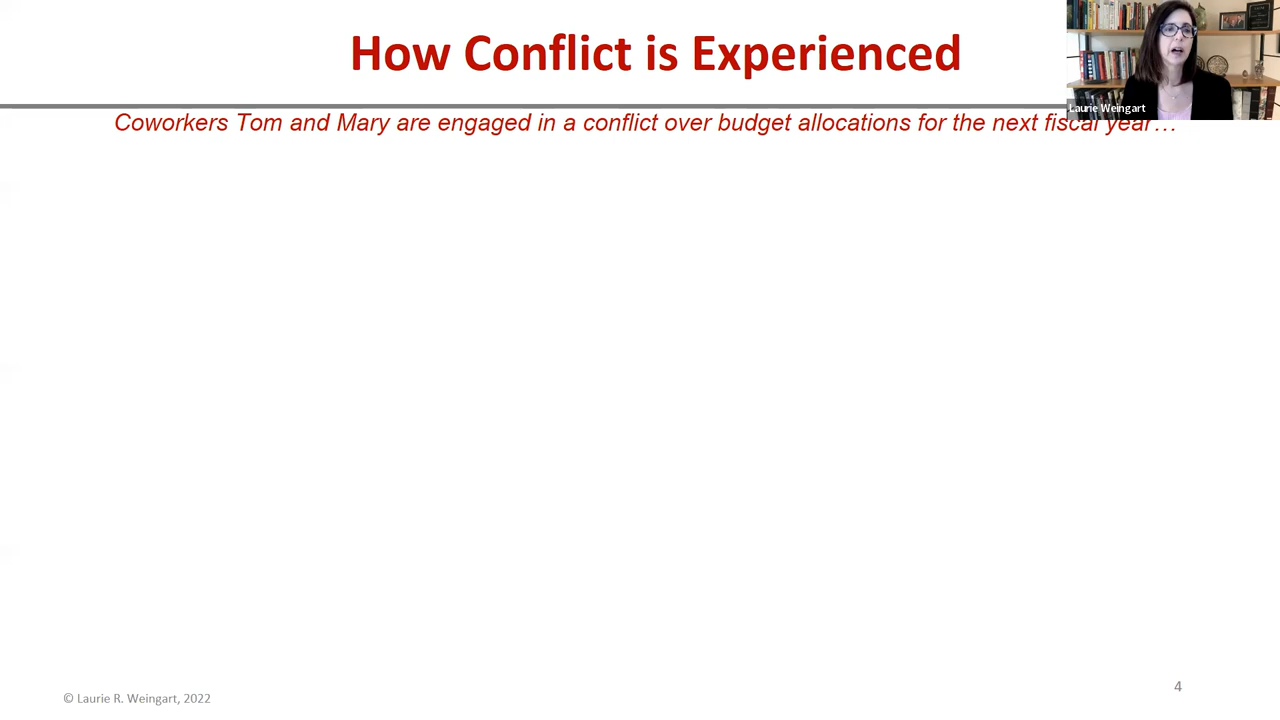 How Conflict is Experienced
Laurie Weingart
Coworkers Tom and Mary are engaged in a conflict over budget allocations for the next fiscal year…
© Laurie R. Weingart, 2022
4